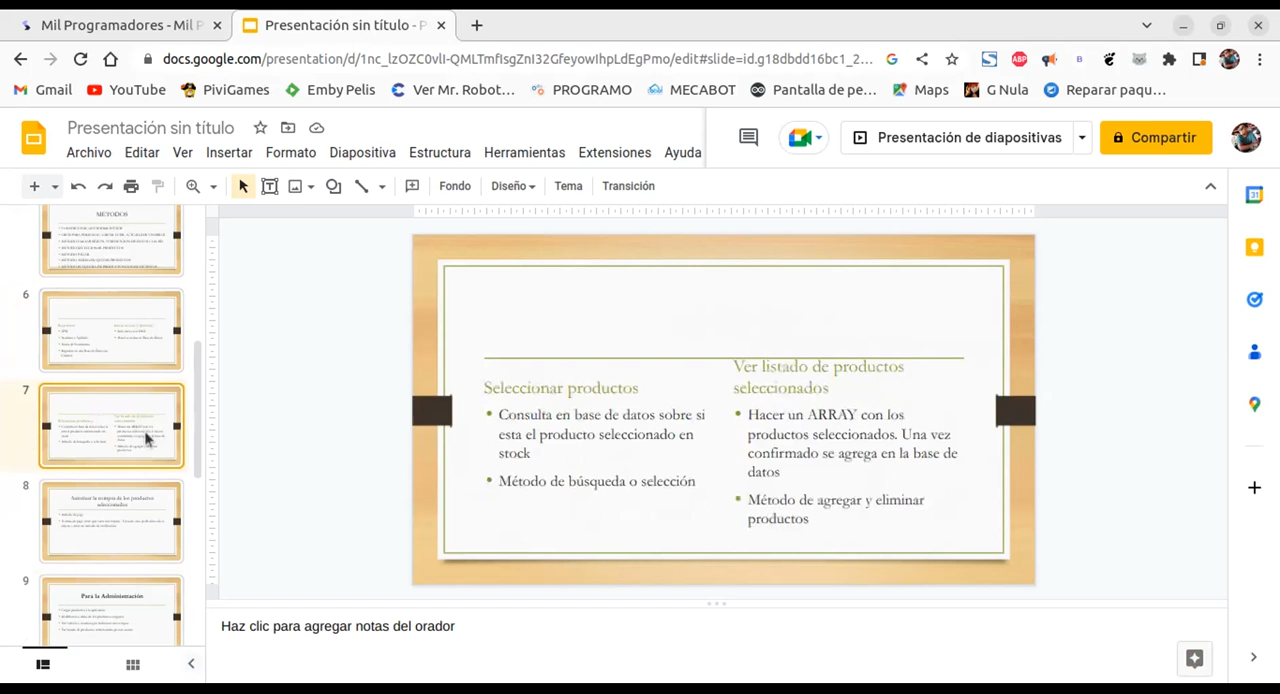 Mil Programadores - Mil P
Presentación sin título - P
docs.google.com/presentation/d/1nc_lzOZC0vlI-QMLTmfIsgZnI32GfeyowIhpLdEgPmo/edit#slide=id.g18dbdd16bc1_2...
Gmail
YouTube
PiviGames
Emby Pelis
Ver Mr. Robot...
PROGRAMO
MECABOT
Pantalla de pe...
Maps
G Nula
Reparar paqu...
Presentación sin título
Archivo Editar Ver Insertar Formato Diapositiva Estructura Herramientas Extensiones Ayuda
Presentación de diapositivas
Compartir
Fondo Diseño Tema Transición
MÉTODOS
6
7
8
Autorizar la compra de los productos
seleccionados
9
Para la Administración
Seleccionar productos
• Consulta en base de datos sobre si
esta el producto seleccionado en
stock
• Método de búsqueda o selección
Ver listado de productos
seleccionados
• Hacer un ARRAY con los
productos seleccionados. Una vez
confirmado se agrega en la base de
datos
• Método de agregar y eliminar
productos
Haz clic para agregar notas del orador